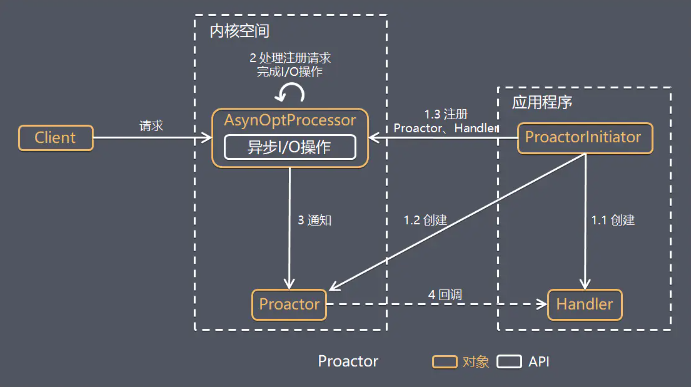 内核空间
2 处理注册请求
完成I/O操作
应用程序
AsynOptProcessor
异步I/O操作
1.3 注册
Proactor、Handler
ProactorInitiator
Client
请求
3 通知
1.2 创建
1.1 创建
Proactor
4 回调
Handler
Proactor
对象
API